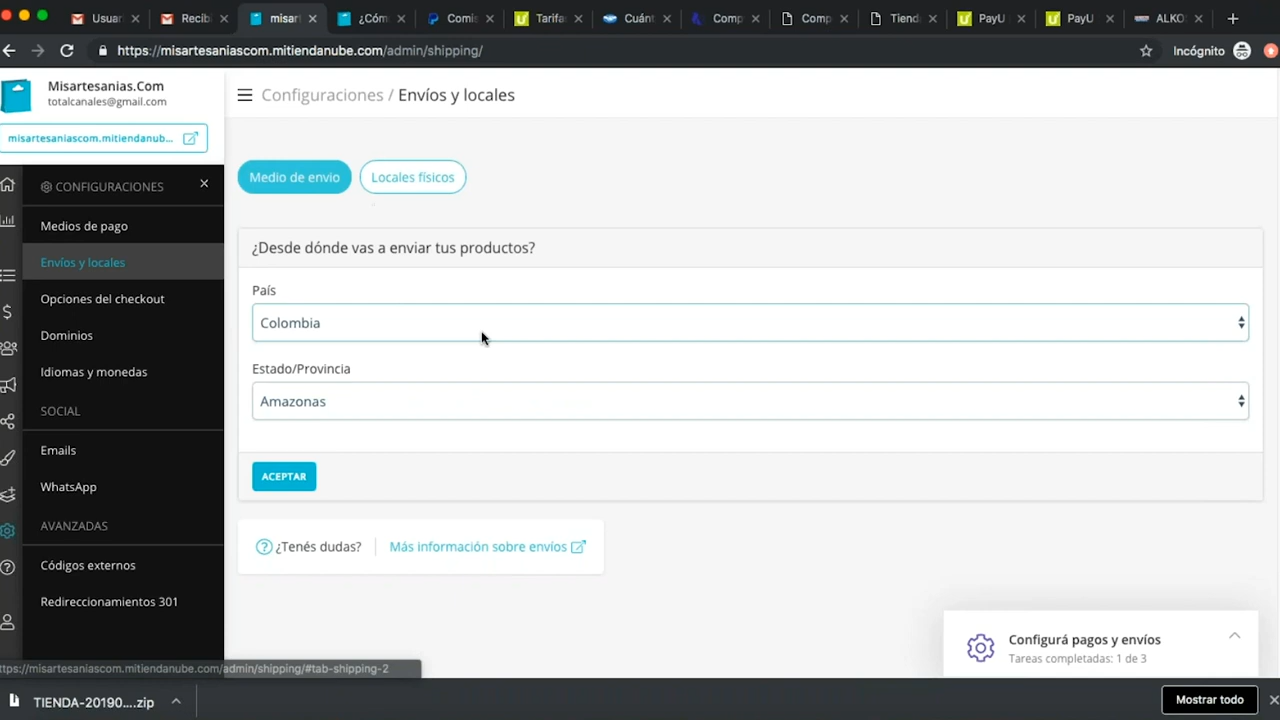 Usuar
Recib
misar
¿Cóm
Comis
Tarifa
Cuánt
Comp
Comp
Tiend
PayU
PayU
ALKO
https://misartesaniascom.mitiendanube.com/admin/shipping/
Incógnito
Misartesanias.Com
totalcanales@gmail.com
misartesaniascom.mitiendanub...
Configuraciones / Envíos y locales
CONFIGURACIONES
Medios de pago
Envíos y locales
Opciones del checkout
Dominios
Idiomas y monedas
SOCIAL
Emails
WhatsApp
AVANZADAS
Códigos externos
Redireccionamientos 301
Medio de envio
Locales físicos
¿Desde dónde vas a enviar tus productos?
País
Colombia
Estado/Provincia
Amazonas
ACEPTAR
¿Tenés dudas?
Más información sobre envíos
Configurá pagos y envíos
Tareas completadas: 1 de 3
ttps://misartesaniascom.mitiendanube.com/admin/shipping/#tab-shipping-2
TIENDA-20190....zip
Mostrar todo